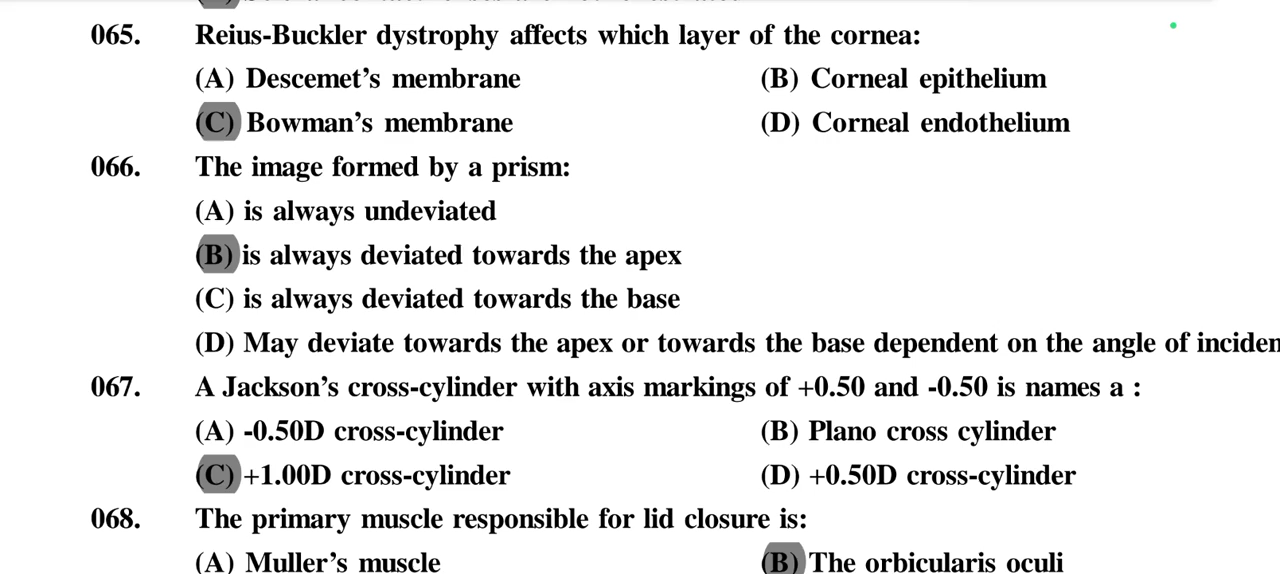 065. Reius-Buckler dystrophy affects which layer of the cornea:
(A) Descemet's membrane (B) Corneal epithelium
(C) Bowman's membrane (D) Corneal endothelium
066. The image formed by a prism:
(A) is always undeviated
(B) is always deviated towards the apex
(C) is always deviated towards the base
(D) May deviate towards the apex or towards the base dependent on the angle of inciden
067. A Jackson's cross-cylinder with axis markings of +0.50 and -0.50 is names a :
(A) -0.50D cross-cylinder (B) Plano cross cylinder
(C) +1.00D cross-cylinder (D) +0.50D cross-cylinder
068. The primary muscle responsible for lid closure is:
(A) Muller's muscle (B) The orbicularis oculi